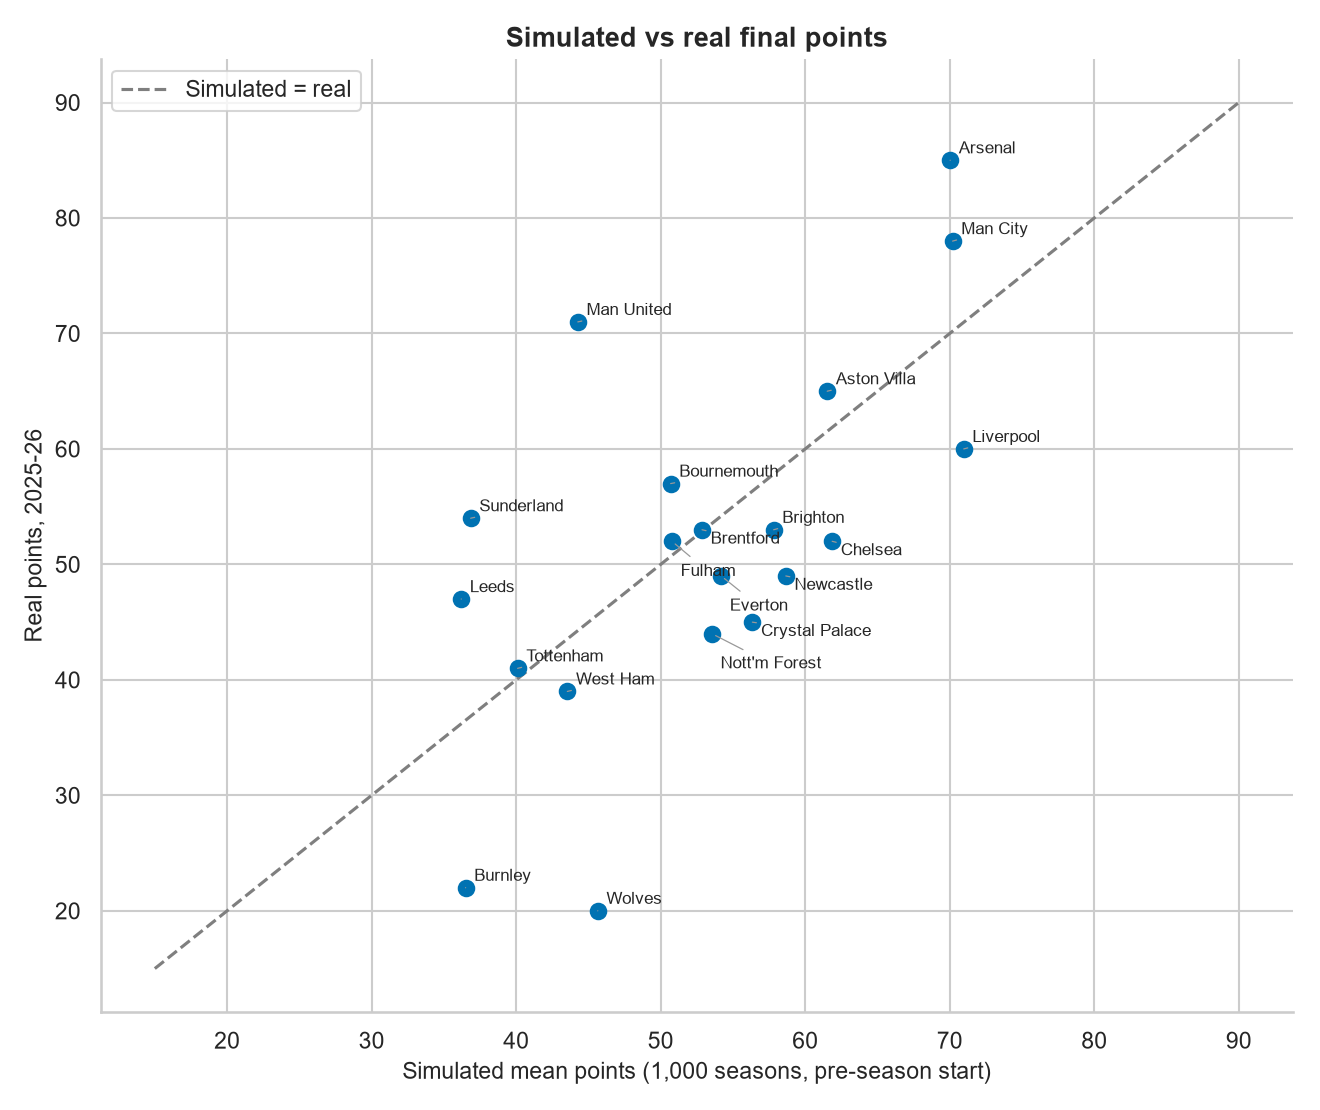 Simulated vs real final points
Simulated = real
90
80
70
60
50
40
30
20
Real points, 2025-26
Arsenal
Man City
Man United
Aston Villa
Liverpool
Bournemouth
Sunderland
Brighton
Brentford
Chelsea
Fulham
Newcastle
Leeds
Everton
Crystal Palace
Nott'm Forest
Tottenham
West Ham
Burnley
Wolves
20 30 40 50 60 70 80 90
Simulated mean points (1,000 seasons, pre-season start)